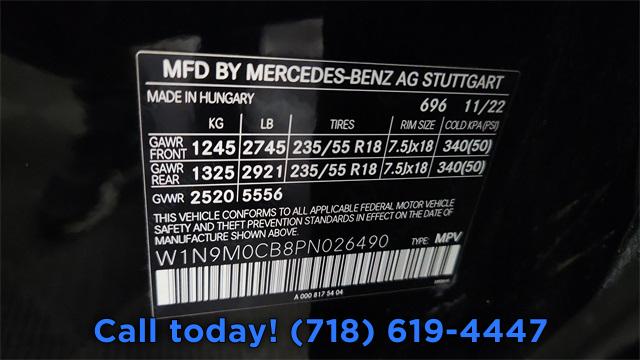 MFD BY MERCEDES-BENZ AG STUTTGART
MADE IN HUNGARY 696 11/22
KG LB TIRES RIM SIZE COLD KPA (PSI)
GAWR FRONT 1245 2745 235/55 R18 7.5Jx18 340(50)
GAWR REAR 1325 2921 235/55 R18 7.5Jx18 340(50)
GVWR 2520 5556
THIS VEHICLE CONFORMS TO ALL APPLICABLE FEDERAL MOTOR VEHICLE
SAFETY AND THEFT PREVENTION STANDARDS IN EFFECT ON THE DATE OF
MANUFACTURE SHOWN ABOVE.
W1N9M0CB8PN026490 TYPE: MPV
A 000 817 54 04
Call today! (718) 619-4447